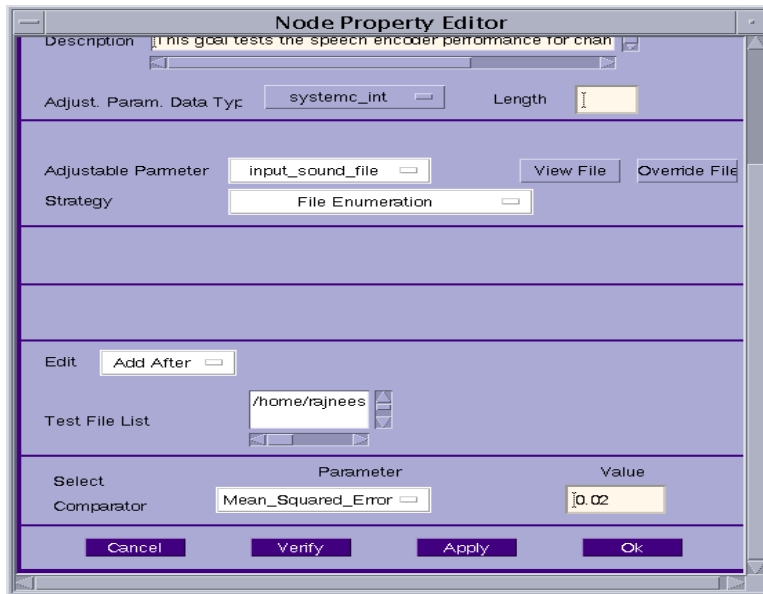 Node Property Editor
Description This goal tests the speech encoder performance for chan
Adjust. Param. Data Typ systemc_int Length
Adjustable Parmeter input_sound_file View File Override File
Strategy File Enumeration
Edit Add After
/home/rajnees
Test File List
Parameter Value
Select
Comparator Mean_Squared_Error 0.02
Cancel Verify Apply Ok